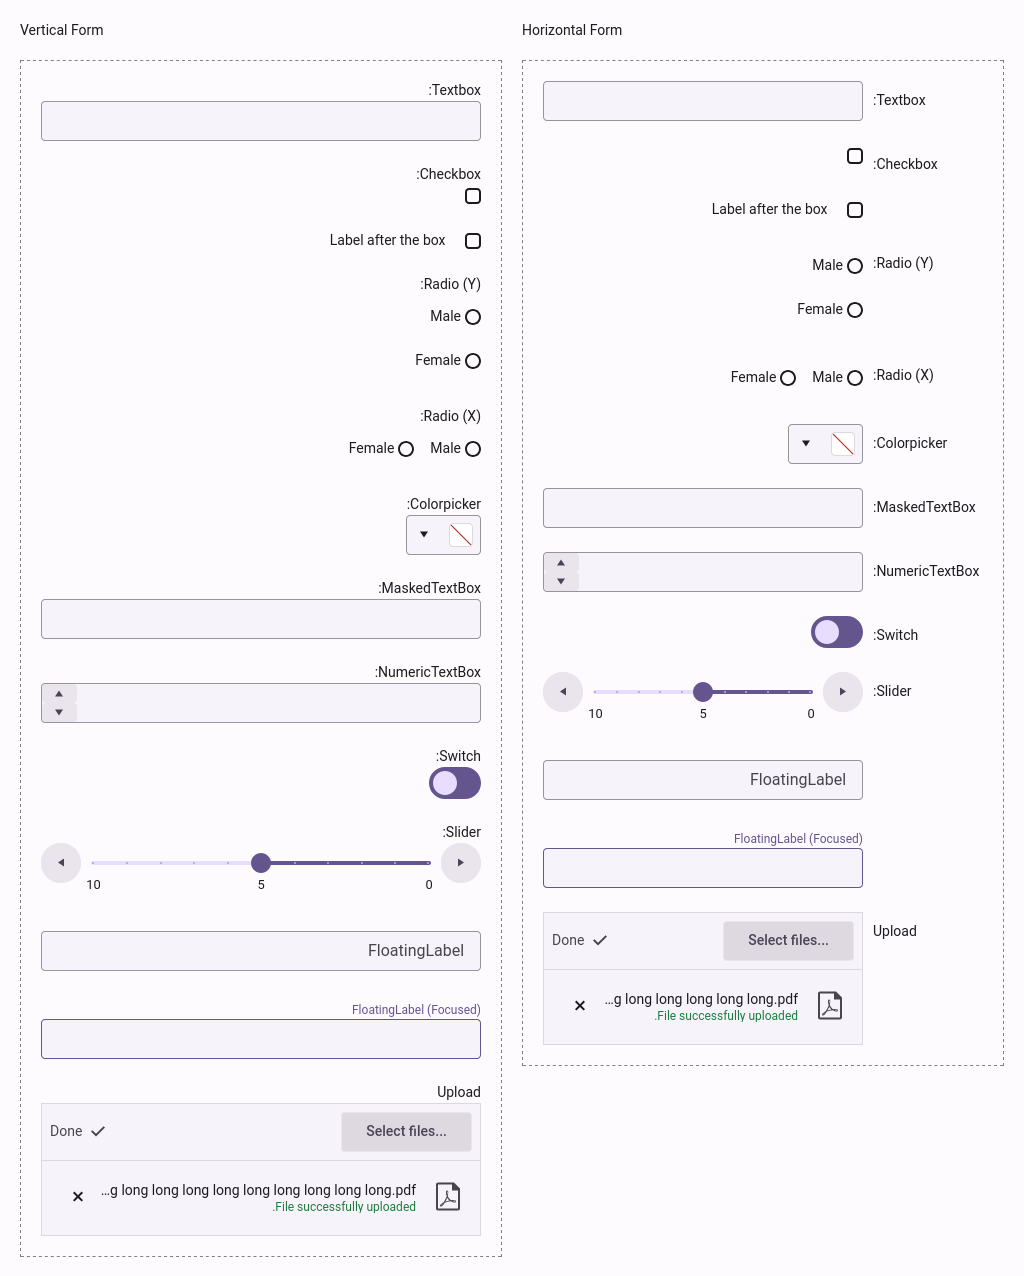 Vertical Form
:Textbox
:Checkbox
Label after the box
:Radio (Y)
Male
Female
:Radio (X)
Female Male
:Colorpicker
:MaskedTextBox
:NumericTextBox
:Switch
:Slider
10 5 0
FloatingLabel
FloatingLabel (Focused)
Upload
Done Select files...
...g long long long long long long long long long.pdf
.File successfully uploaded
Horizontal Form
:Textbox
:Checkbox
Label after the box
Male :Radio (Y)
Female
Female Male :Radio (X)
:Colorpicker
:MaskedTextBox
:NumericTextBox
:Switch
:Slider
10 5 0
FloatingLabel
FloatingLabel (Focused)
Upload
Done Select files...
...g long long long long long.pdf
.File successfully uploaded